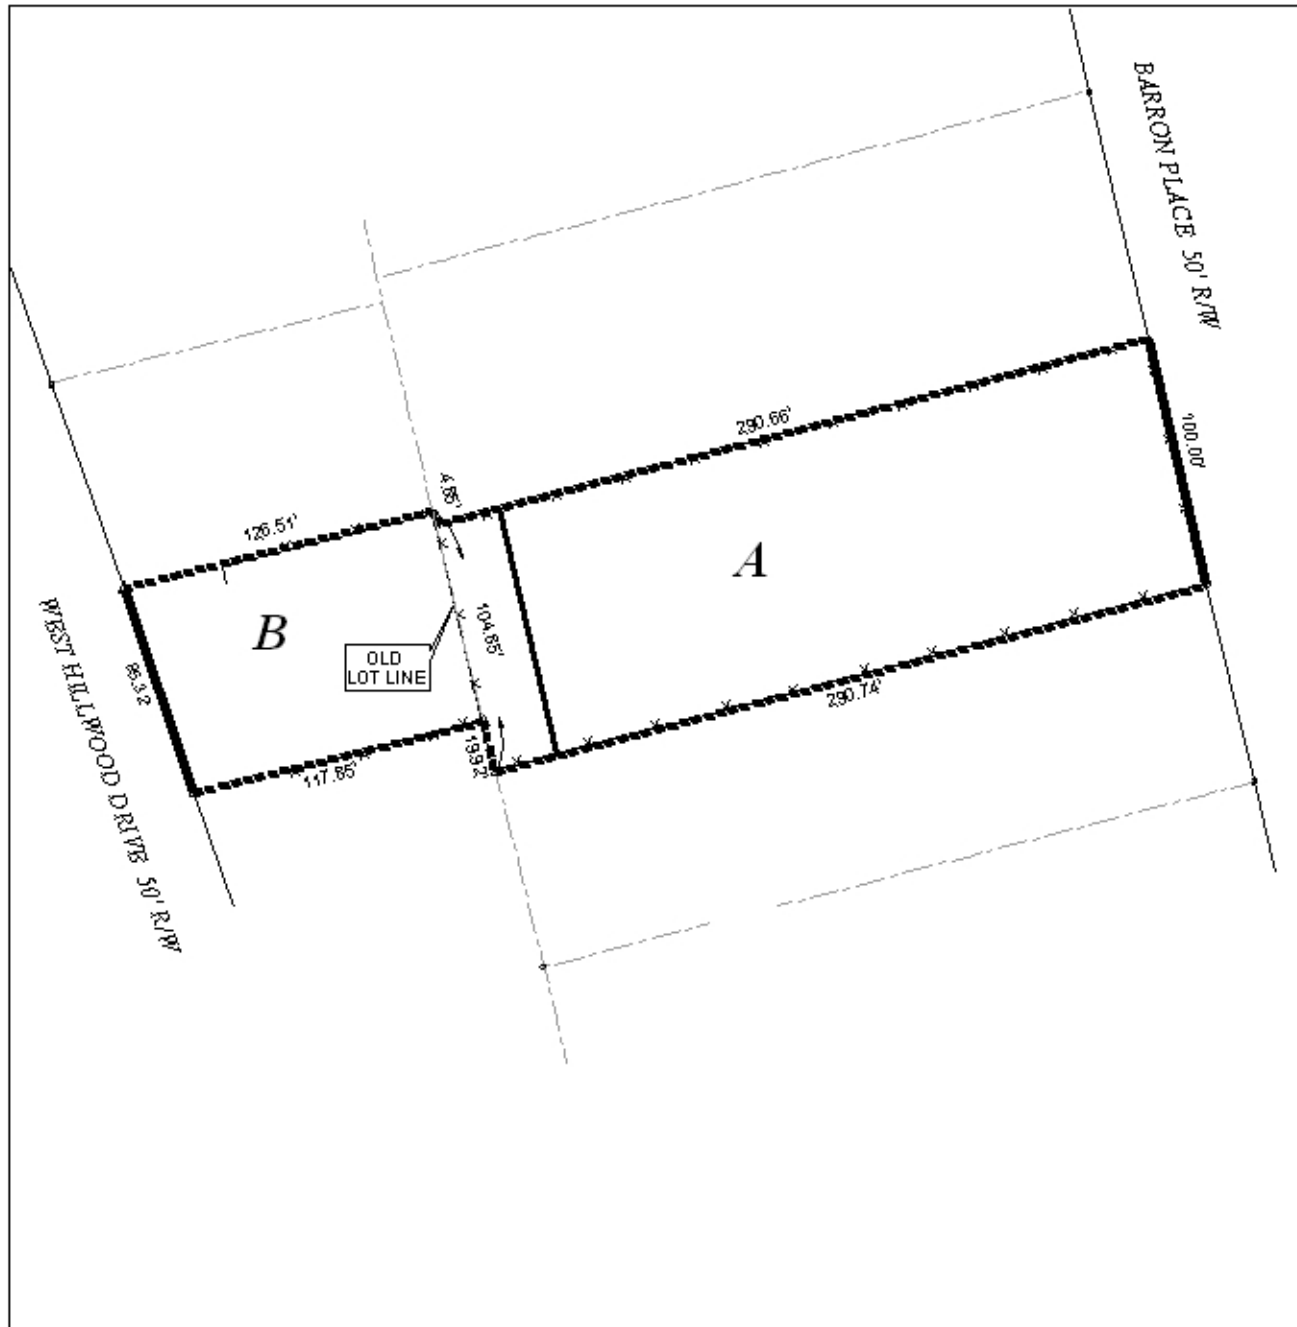 BARRON PLACE 50' R/W
290.66'
100.00'
4.85'
126.51'
A
B
104.85'
OLD
LOT LINE
WEST HILLWOOD DRIVE 50' R/W
290.74'
19.92'
117.85'